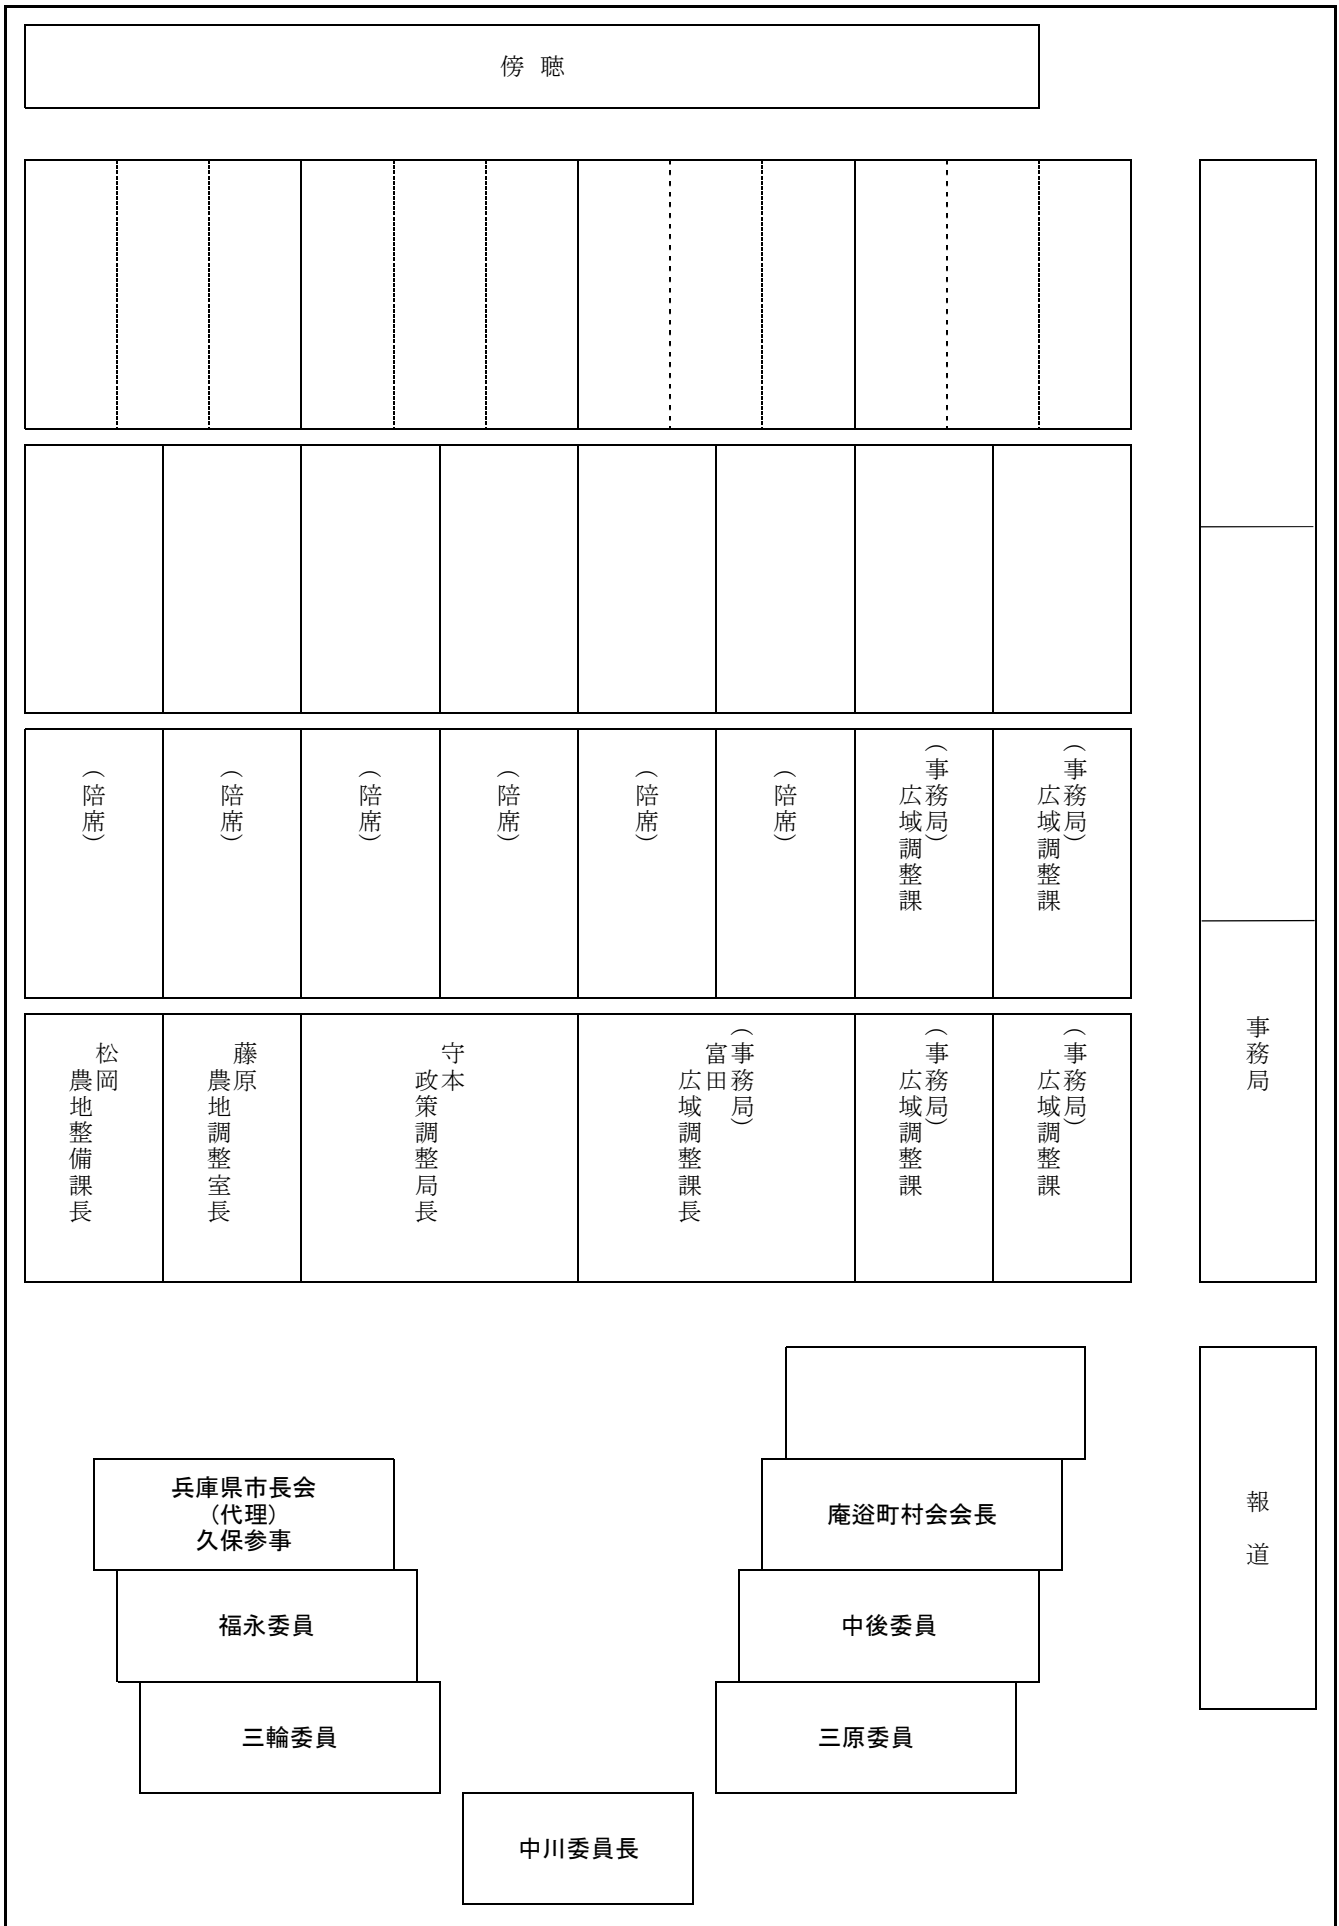 傍 聴
（陪席）
（陪席）
（陪席）
（陪席）
（陪席）
（陪席）
（事務局）
広域調整課
（事務局）
広域調整課
松岡
農地整備課長
藤原
農地調整室長
守本
政策調整局長
（事務局）
富田
広域調整課長
（事務局）
広域調整課
（事務局）
広域調整課
事務局
報 道
兵庫県市長会
（代理）
久保参事
庵逧町村会会長
福永委員
中後委員
三輪委員
三原委員
中川委員長